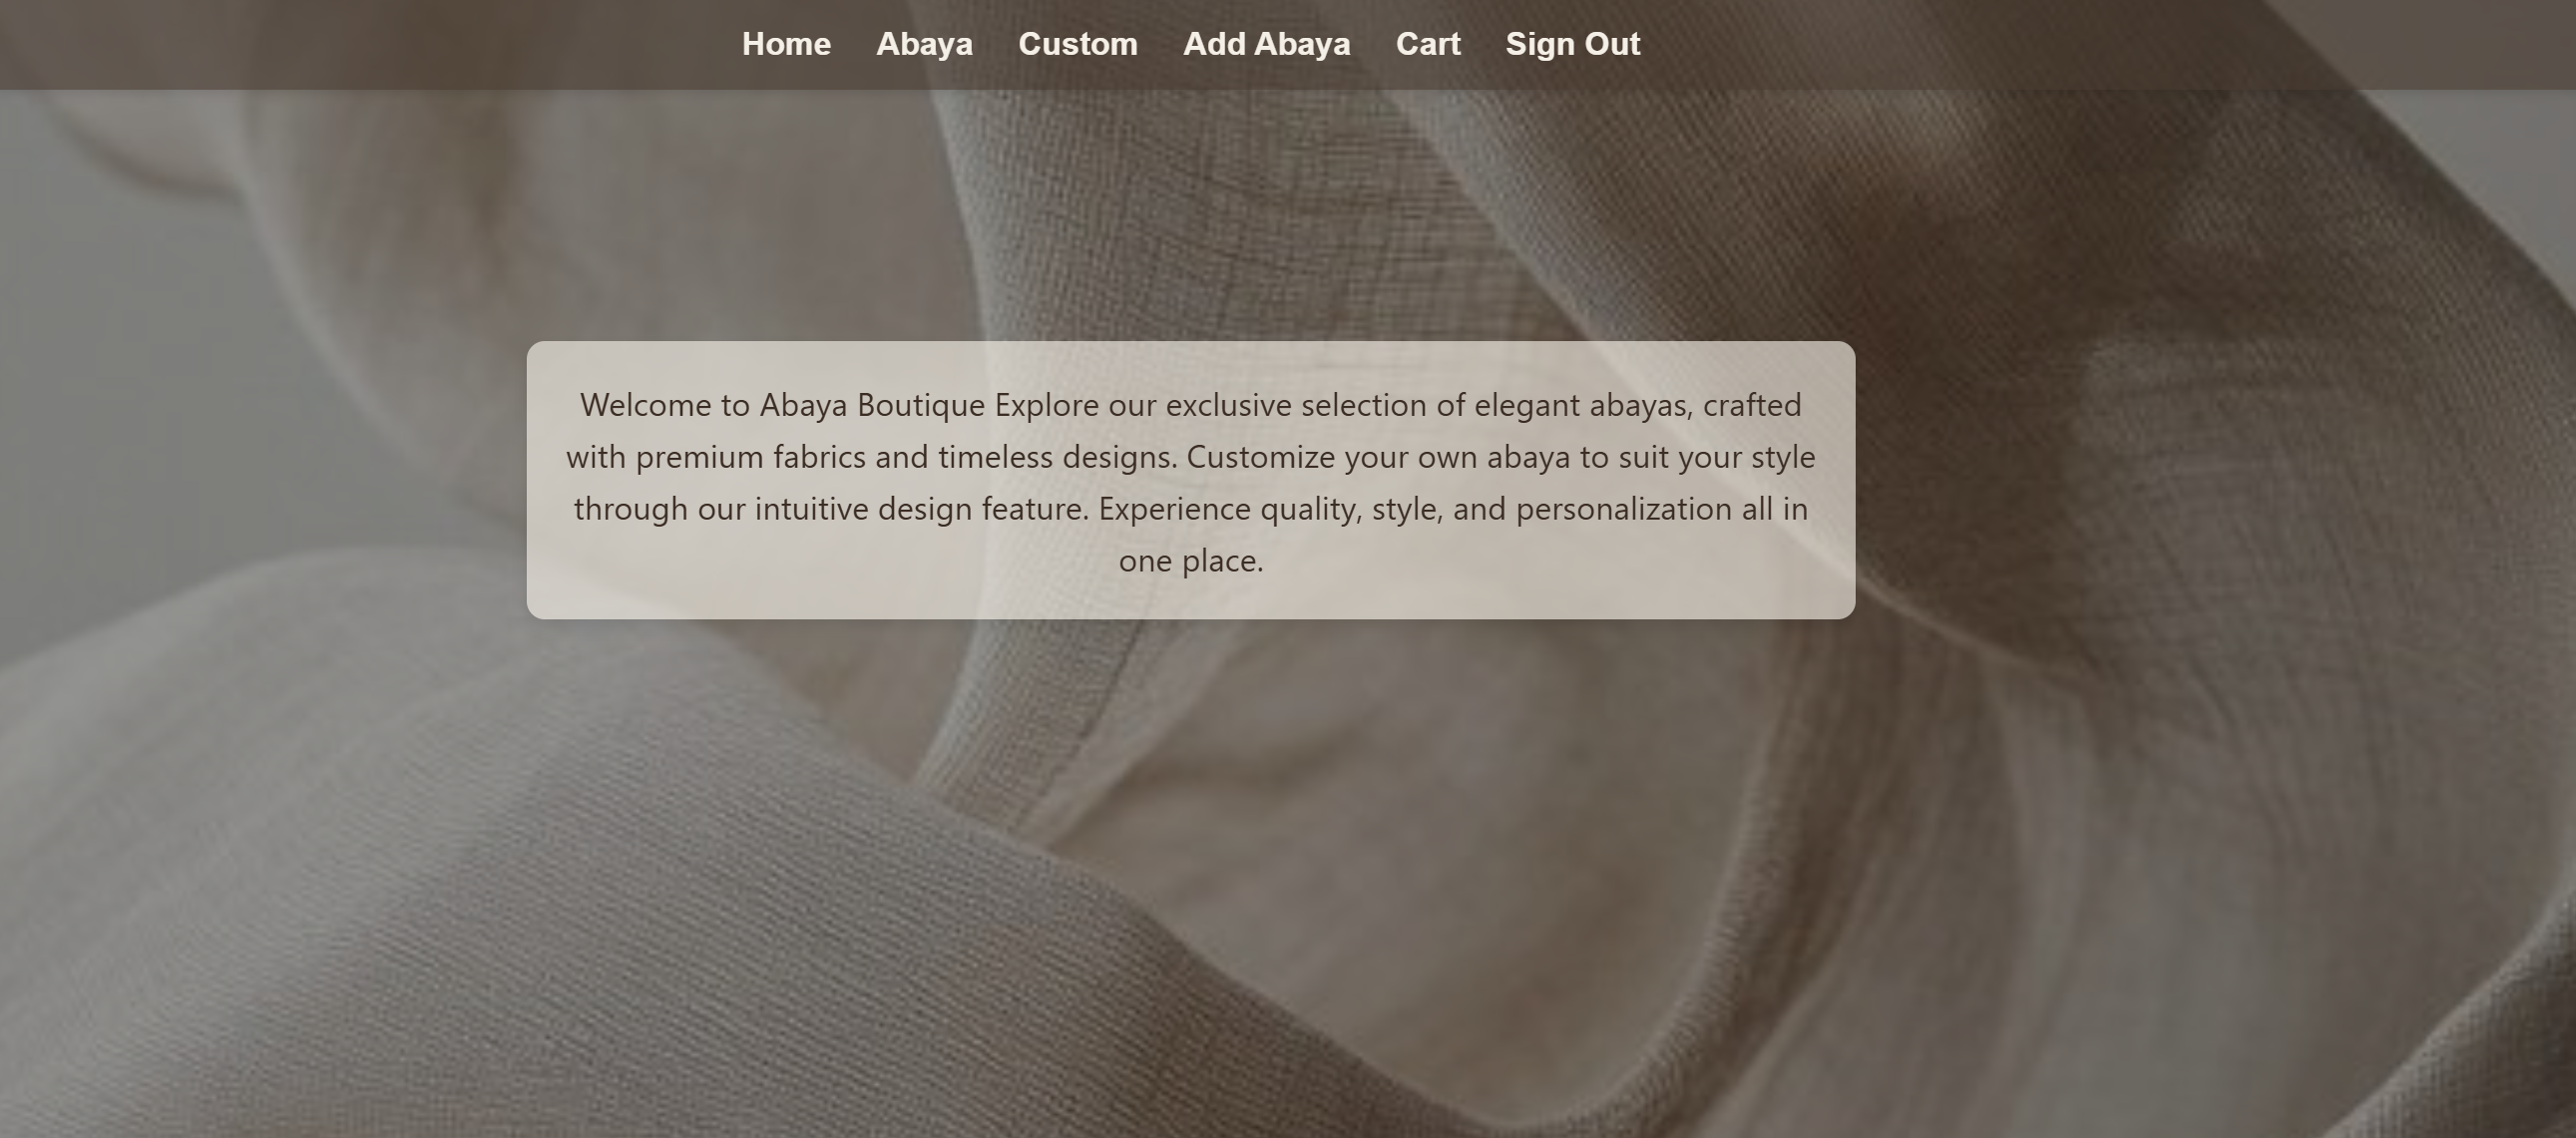 Home Abaya Custom Add Abaya Cart Sign Out
Welcome to Abaya Boutique Explore our exclusive selection of elegant abayas, crafted
with premium fabrics and timeless designs. Customize your own abaya to suit your style
through our intuitive design feature. Experience quality, style, and personalization all in
one place.